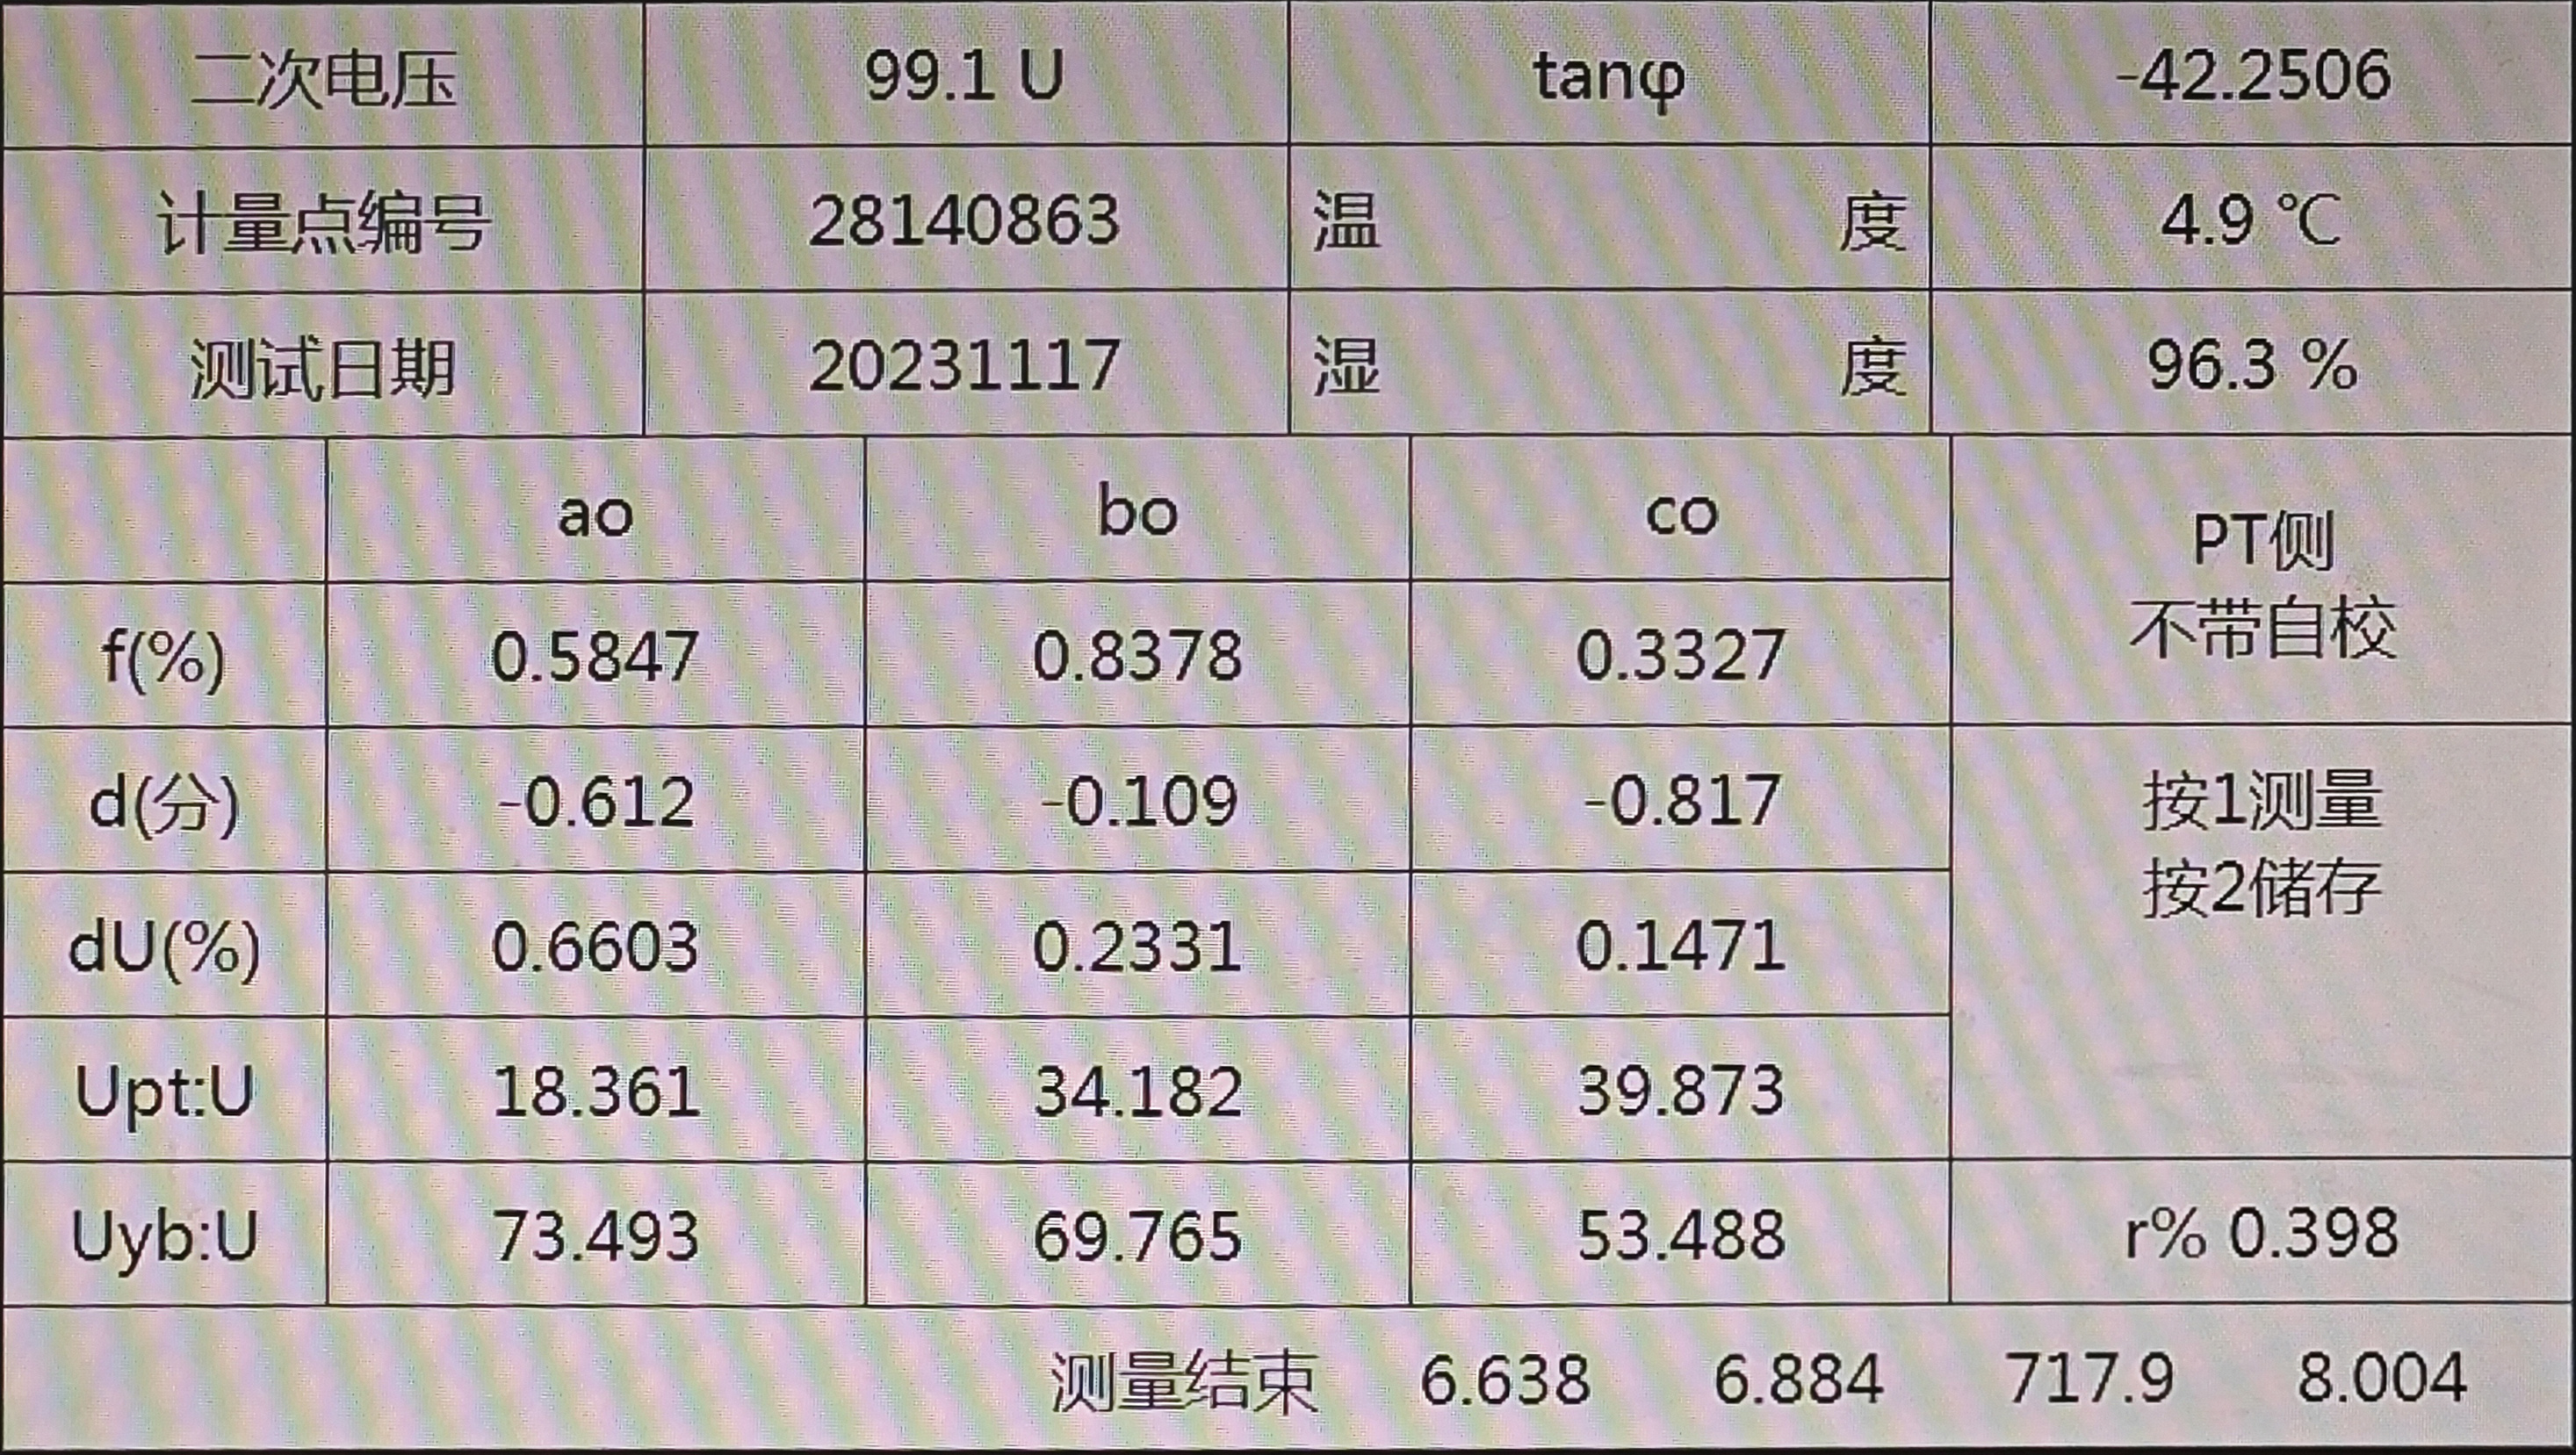 二次电压 99.1 U tanφ -42.2506
计量点编号 28140863 温 度 4.9 ℃
测试日期 20231117 湿 度 96.3 %
ao bo co PT侧
不带自校
f(%) 0.5847 0.8378 0.3327
d(分) -0.612 -0.109 -0.817 按1测量
按2储存
dU(%) 0.6603 0.2331 0.1471
Upt:U 18.361 34.182 39.873
Uyb:U 73.493 69.765 53.488 r% 0.398
测量结束 6.638 6.884 717.9 8.004